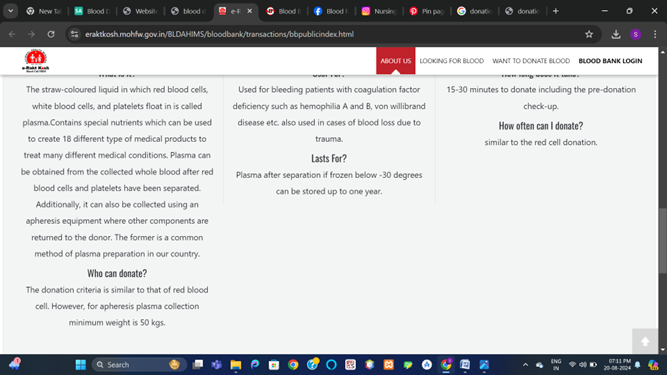 New Tab
Blood D
Website
blood d
e-R
Blood B
Blood B
Nursing
Pin pag
donatio
donatio
eraktkosh.mohfw.gov.in/BLDAHIMS/bloodbank/transactions/bbpublicindex.html
S
e-Rakt Kosh
ABOUT US LOOKING FOR BLOOD WANT TO DONATE BLOOD BLOOD BANK LOGIN
The straw-coloured liquid in which red blood cells,
white blood cells, and platelets float in is called
plasma.Contains special nutrients which can be used
to create 18 different type of medical products to
treat many different medical conditions. Plasma can
be obtained from the collected whole blood after red
blood cells and platelets have been separated.
Additionally, it can also be collected using an
apheresis equipment where other components are
returned to the donor. The former is a common
method of plasma preparation in our country.
Who can donate?
The donation criteria is similar to that of red blood
cell. However, for apheresis plasma collection
minimum weight is 50 kgs.
Used for bleeding patients with coagulation factor
deficiency such as hemophilia A and B, von willibrand
disease etc. also used in cases of blood loss due to
trauma.
Lasts For?
Plasma after separation if frozen below -30 degrees
can be stored up to one year.
How long does it take?
15-30 minutes to donate including the pre-donation
check-up.
How often can I donate?
similar to the red cell donation.
Search
ENG
IN
07:11 PM
20-08-2024